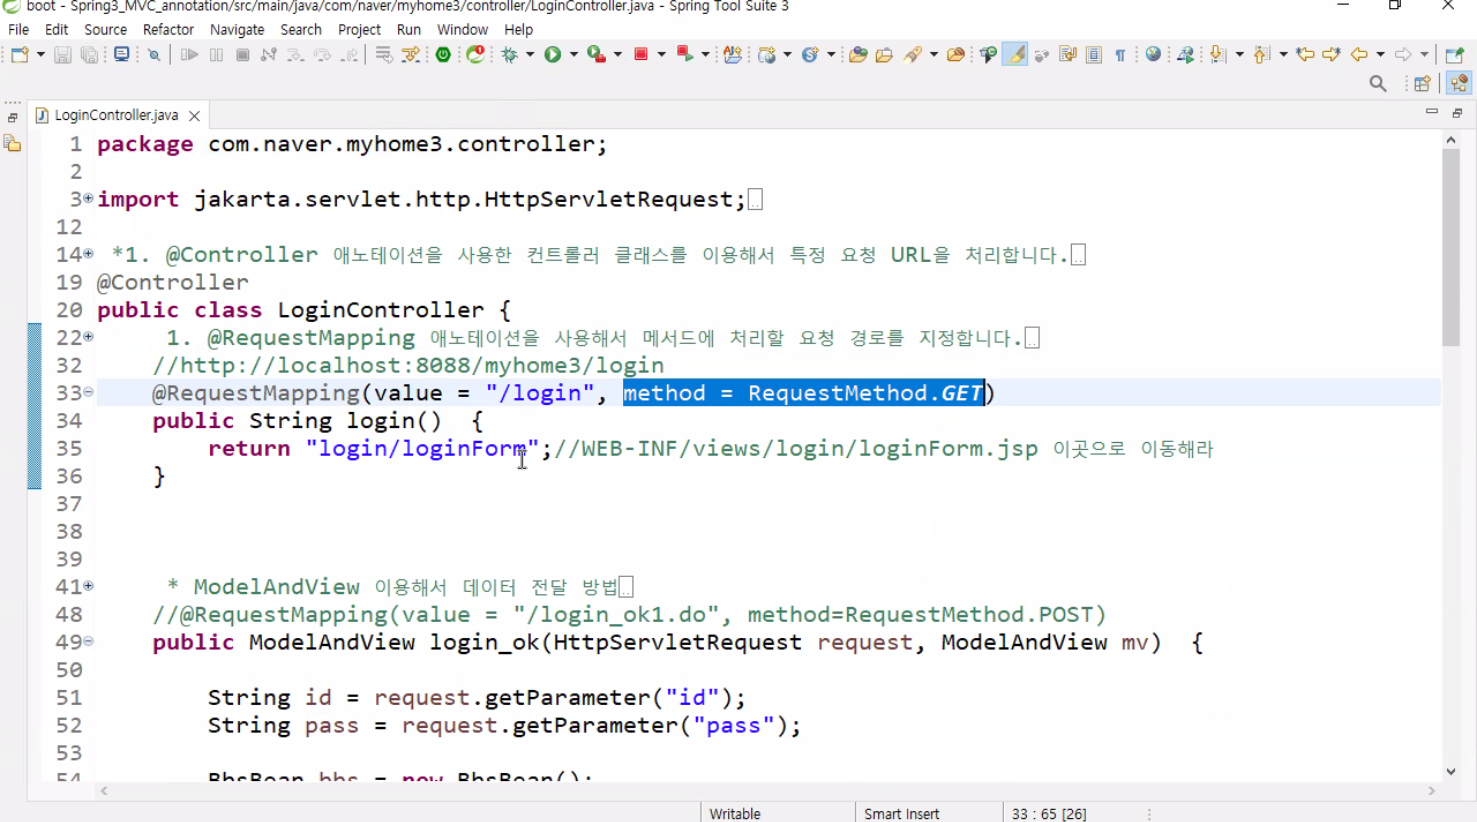 boot - Spring3_MVC_annotation/src/main/java/com/naver/myhome3/controller/LoginController.java - Spring Tool Suite 3
File Edit Source Refactor Navigate Search Project Run Window Help
LoginController.java
1 package com.naver.myhome3.controller;
2
3 import jakarta.servlet.http.HttpServletRequest;
12
14 *1. @Controller 애노테이션을 사용한 컨트롤러 클래스를 이용해서 특정 요청 URL을 처리합니다.
19 @Controller
20 public class LoginController {
22 1. @RequestMapping 애노테이션을 사용해서 메서드에 처리할 요청 경로를 지정합니다.
32 //http://localhost:8088/myhome3/login
33 @RequestMapping(value = "/login", method = RequestMethod.GET)
34 public String login() {
35 return "login/loginForm";//WEB-INF/views/login/loginForm.jsp 이곳으로 이동해라
36 }
37
38
39
41 * ModelAndView 이용해서 데이터 전달 방법
48 //@RequestMapping(value = "/login_ok1.do", method=RequestMethod.POST)
49 public ModelAndView login_ok(HttpServletRequest request, ModelAndView mv) {
50
51 String id = request.getParameter("id");
52 String pass = request.getParameter("pass");
53
54 BbsBean bbs = new BbsBean();
Writable Smart Insert 33 : 65 [26]